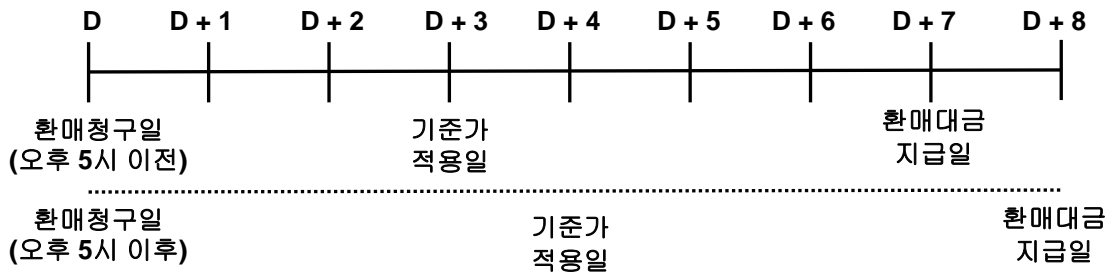 D D + 1 D + 2 D + 3 D + 4 D + 5 D + 6 D + 7 D + 8
환매청구일
(오후 5시 이전)
기준가
적용일
환매대금
지급일
환매청구일
(오후 5시 이후)
기준가
적용일
환매대금
지급일